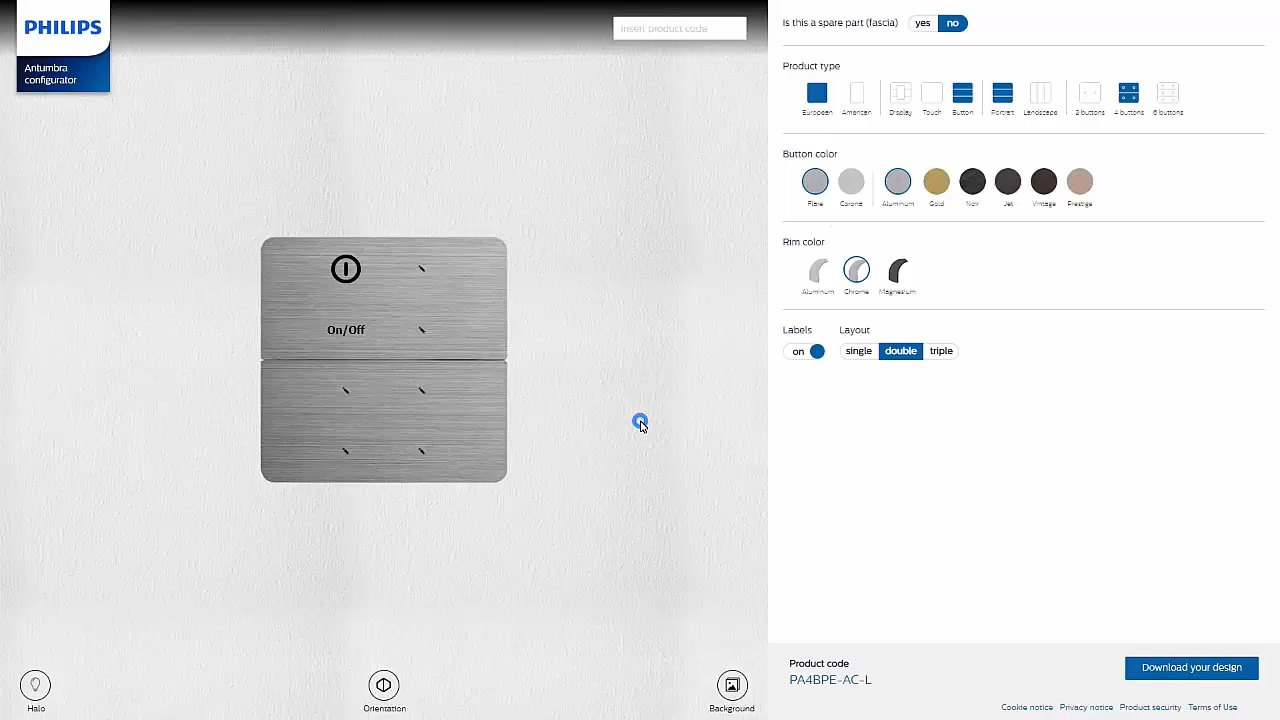 PHILIPS
Antumbra
configurator
Insert product code
On/Off
Halo
Orientation
Background
Is this a spare part (fascia)
yes
no
Product type
European
American
Display
Touch
Button
Portrait
Landscape
2 buttons
4 buttons
6 buttons
Button color
Flare
Corona
Aluminum
Gold
Noir
Jet
Vintage
Prestige
Rim color
Aluminum
Chrome
Magnesium
Labels
Layout
on
single
double
triple
Product code
PA4BPE-AC-L
Download your design
Cookie notice
Privacy notice
Product security
Terms of Use